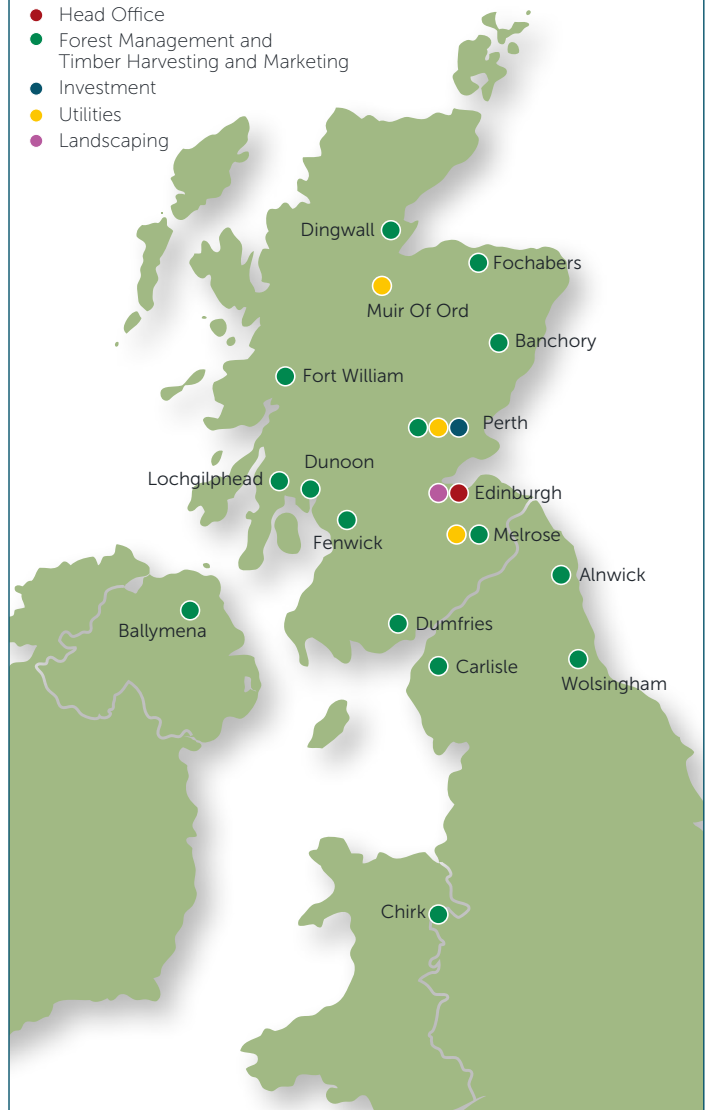 Head Office
Forest Management and
Timber Harvesting and Marketing
Investment
Utilities
Landscaping
Dingwall
Fochabers
Muir Of Ord
Banchory
Fort William
Perth
Dunoon
Lochgilphead
Edinburgh
Fenwick
Melrose
Alnwick
Ballymena
Dumfries
Carlisle
Wolsingham
Chirk